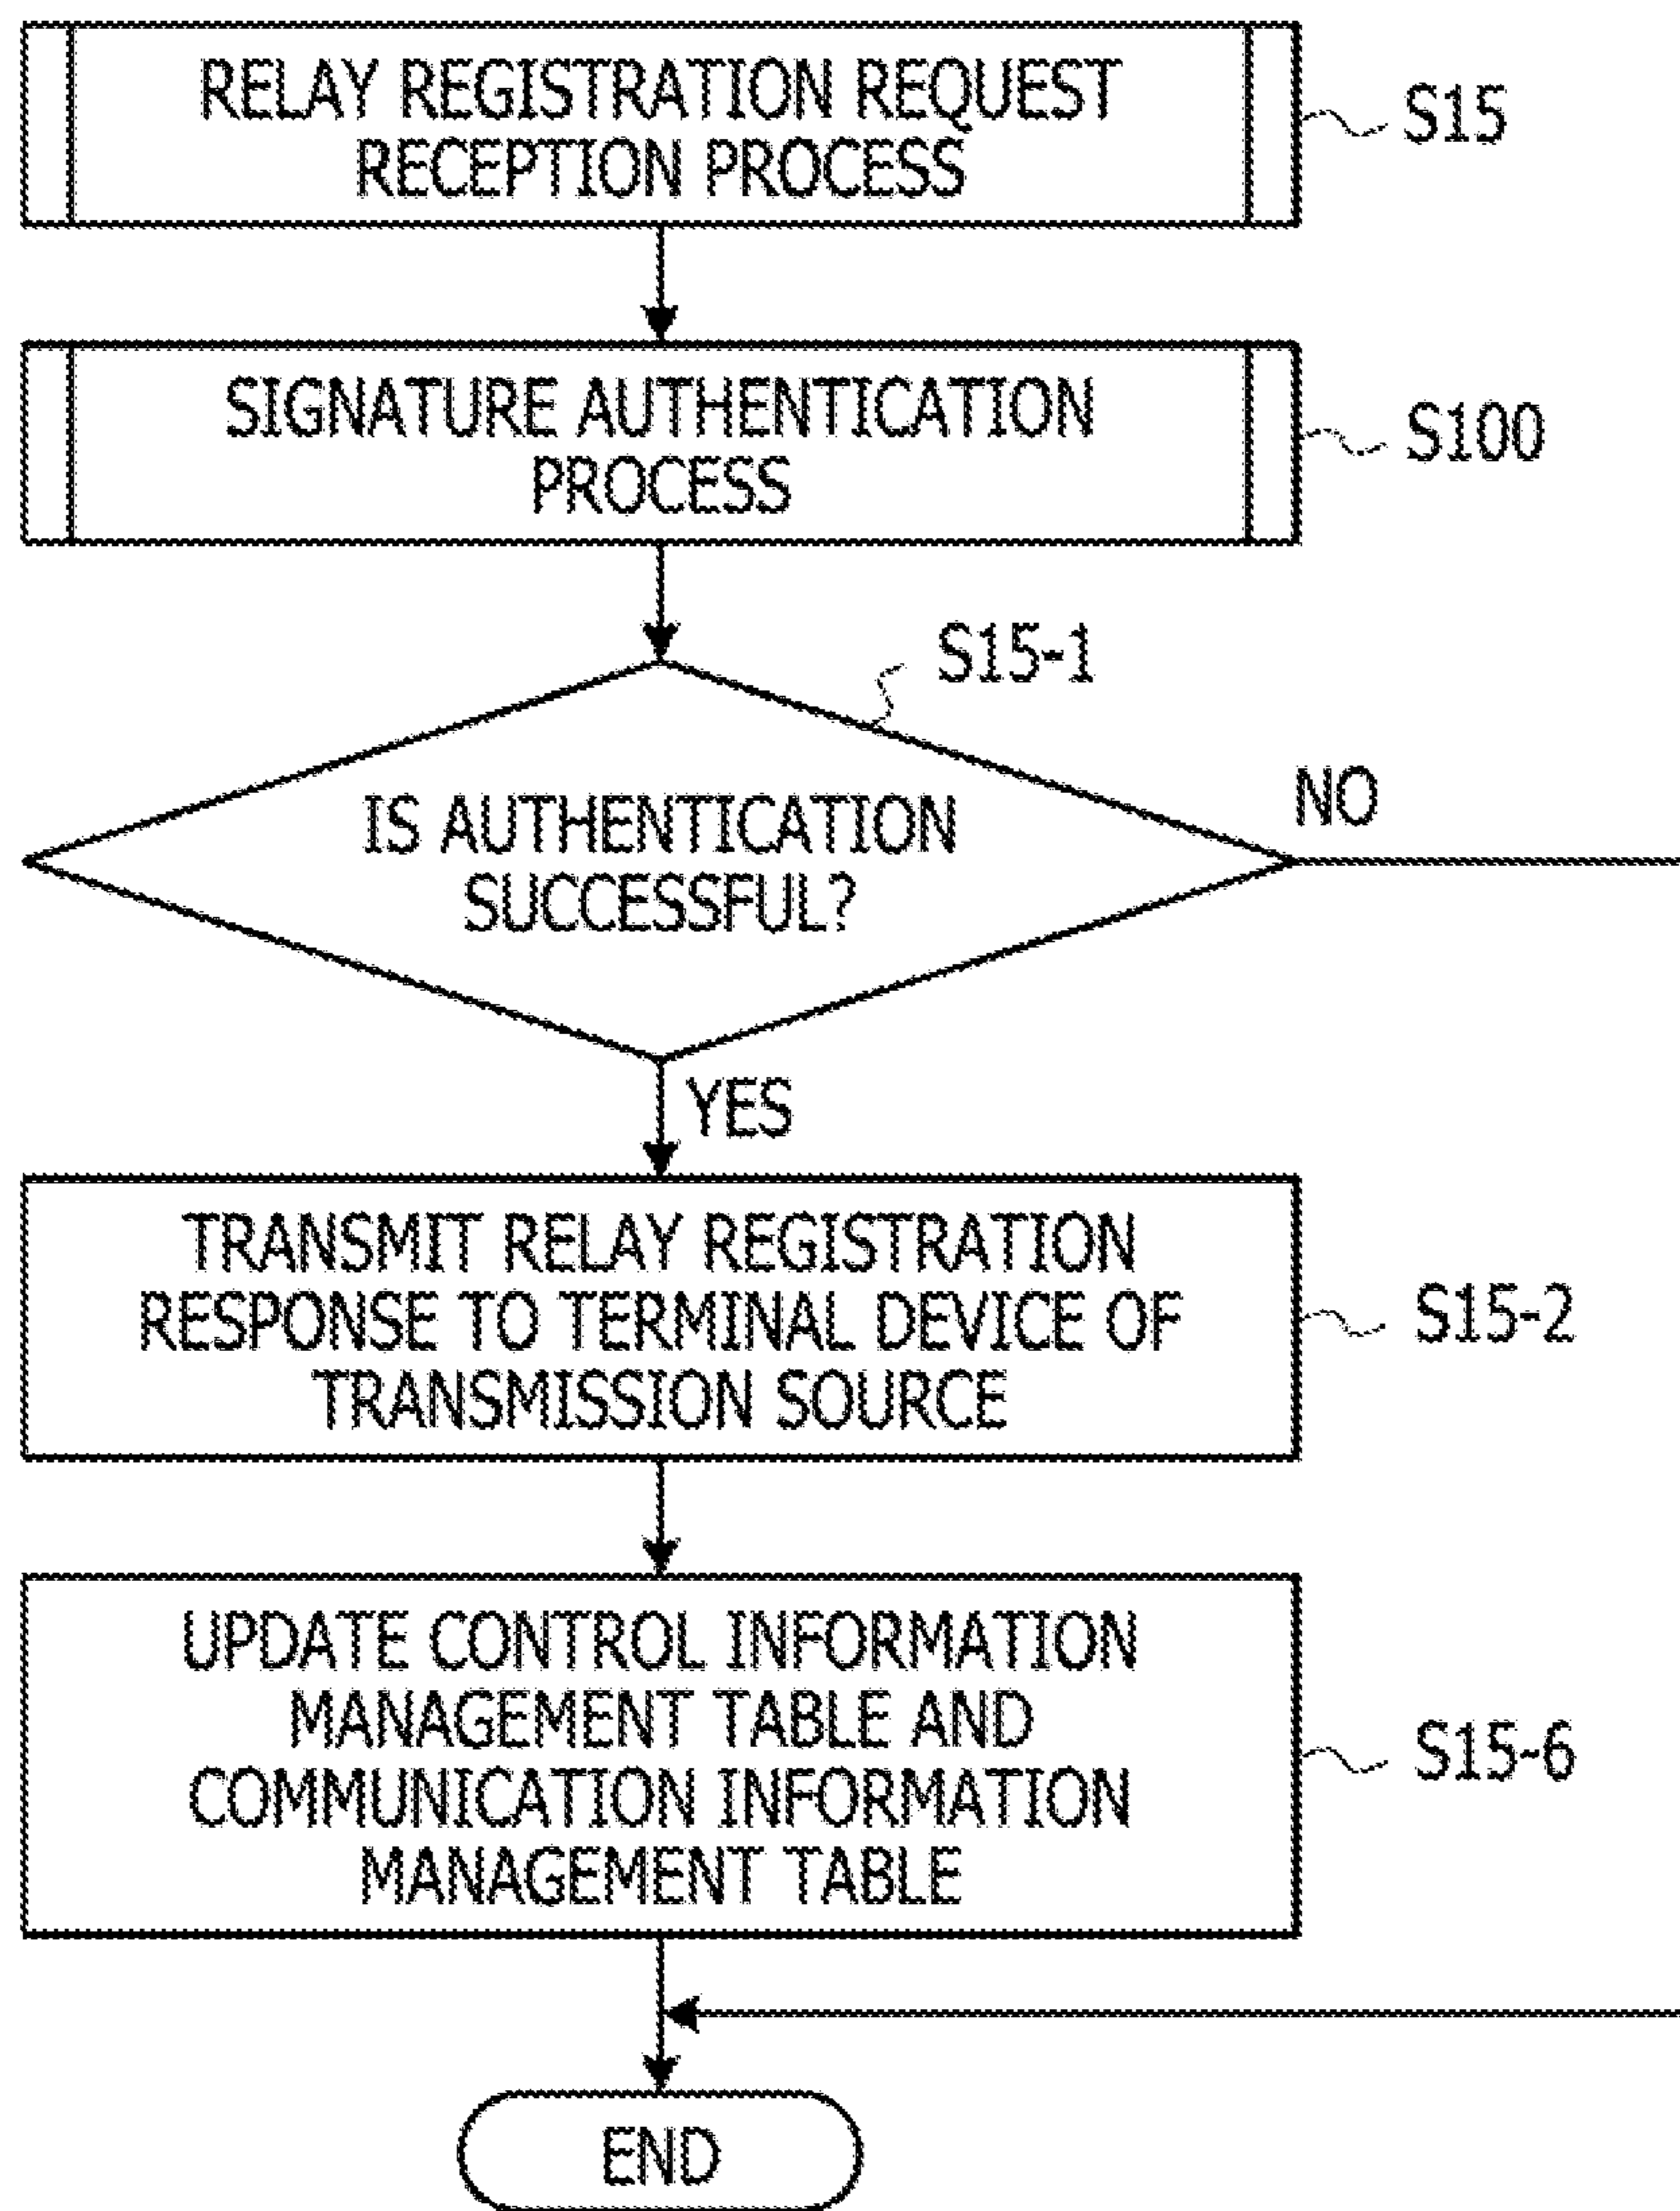 RELAY REGISTRATION REQUEST
RECEPTION PROCESS
S15
SIGNATURE AUTHENTICATION
PROCESS
S100
S15-1
IS AUTHENTICATION
SUCCESSFUL?
NO
YES
TRANSMIT RELAY REGISTRATION
RESPONSE TO TERMINAL DEVICE OF
TRANSMISSION SOURCE
S15-2
UPDATE CONTROL INFORMATION
MANAGEMENT TABLE AND
COMMUNICATION INFORMATION
MANAGEMENT TABLE
S15-6
END